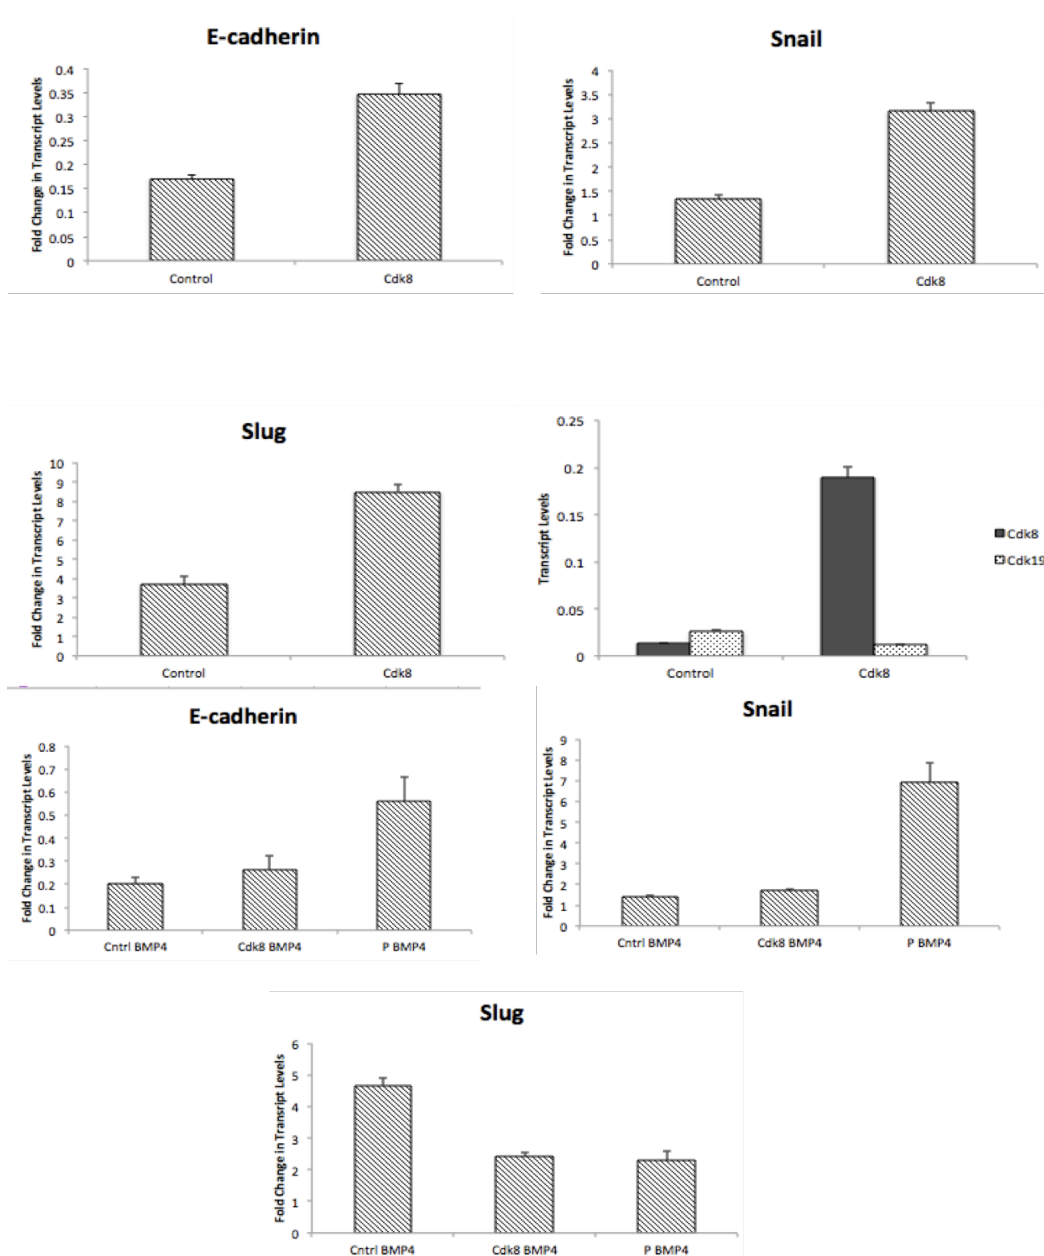 E-cadherin
Fold Change in Transcript Levels
0.4
0.35
0.3
0.25
0.2
0.15
0.1
0.05
0
Control Cdk8
Snail
Fold Change in Transcript Levels
4
3.5
3
2.5
2
1.5
1
0.5
0
Control Cdk8
Slug
Fold Change in Transcript Levels
10
9
8
7
6
5
4
3
2
1
0
Control Cdk8
Transcript Levels
0.25
0.2
0.15
0.1
0.05
0
Control Cdk8
Cdk8
Cdk19
E-cadherin
Fold Change in Transcript Levels
0.8
0.7
0.6
0.5
0.4
0.3
0.2
0.1
0
Cntrl BMP4 Cdk8 BMP4 P BMP4
Snail
Fold Change in Transcript Levels
9
8
7
6
5
4
3
2
1
0
Cntrl BMP4 Cdk8 BMP4 P BMP4
Slug
Fold Change in Transript Levels
6
5
4
3
2
1
0
Cntrl BMP4 Cdk8 BMP4 P BMP4